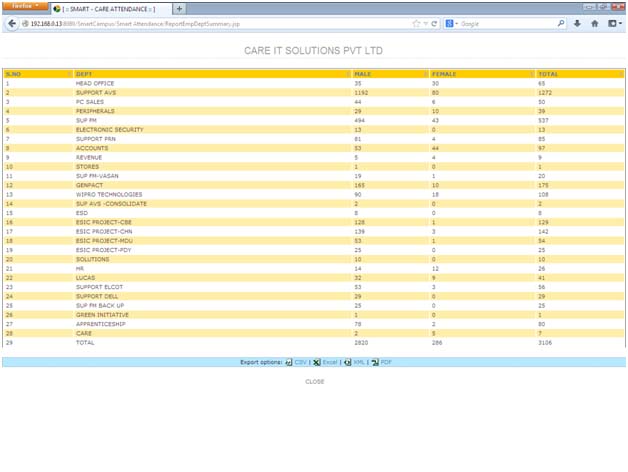 Firefox
[ :: SMART - CARE ATTENDANCE :: ]
192.168.0.13:8089/SmartCampus/Smart Attendance/ReportEmpDeptSummary.jsp
Google
CARE IT SOLUTIONS PVT LTD
S.NO DEPT MALE FEMALE TOTAL
1 HEAD OFFICE 35 30 65
2 SUPPORT AVS 1192 80 1272
3 PC SALES 44 6 50
4 PERIPHERALS 29 10 39
5 SUP FM 494 43 537
6 ELECTRONIC SECURITY 13 0 13
7 SUPPORT PRN 81 4 85
8 ACCOUNTS 53 44 97
9 REVENUE 5 4 9
10 STORES 1 0 1
11 SUP FM-VASAN 19 1 20
12 GENPACT 165 10 175
13 WIPRO TECHNOLOGIES 90 18 108
14 SUP AVS -CONSOLIDATE 2 0 2
15 ESD 8 0 8
16 ESIC PROJECT-CBE 128 1 129
17 ESIC PROJECT-CHN 139 3 142
18 ESIC PROJECT-MDU 53 1 54
19 ESIC PROJECT-PDY 25 0 25
20 SOLUTIONS 10 0 10
21 HR 14 12 26
22 LUCAS 32 9 41
23 SUPPORT ELCOT 53 3 56
24 SUPPORT DELL 29 0 29
25 SUP FM BACK UP 25 0 25
26 GREEN INITIATIVE 1 0 1
27 APPRENTICESHIP 78 2 80
28 CARE 2 5 7
29 TOTAL 2820 286 3106
Export options: CSV | Excel | XML | PDF
CLOSE